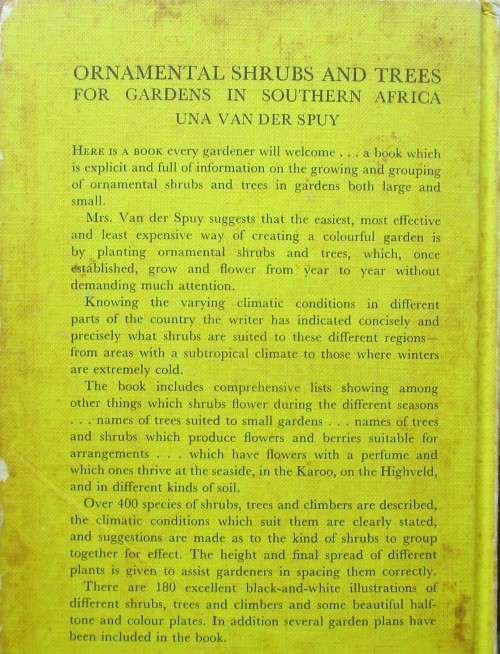 ORNAMENTAL SHRUBS AND TREES
FOR GARDENS IN SOUTHERN AFRICA
UNA VAN DER SPUY
HERE IS A BOOK every gardener will welcome . . . a book which
is explicit and full of information on the growing and grouping
of ornamental shrubs and trees in gardens both large and
small.
Mrs. Van der Spuy suggests that the easiest, most effective
and least expensive way of creating a colourful garden is
by planting ornamental shrubs and trees, which, once
established, grow and flower from year to year without
demanding much attention.
Knowing the varying climatic conditions in different
parts of the country the writer has indicated concisely and
precisely what shrubs are suited to these different regions—
from areas with a subtropical climate to those where winters
are extremely cold.
The book includes comprehensive lists showing among
other things which shrubs flower during the different seasons
. . . names of trees suited to small gardens . . . names of trees
and shrubs which produce flowers and berries suitable for
arrangements . . . which have flowers with a perfume and
which ones thrive at the seaside, in the Karoo, on the Highveld,
and in different kinds of soil.
Over 400 species of shrubs, trees and climbers are described,
the climatic conditions which suit them are clearly stated,
and suggestions are made as to the kind of shrubs to group
together for effect. The height and final spread of different
plants is given to assist gardeners in spacing them correctly.
There are 180 excellent black-and-white illustrations of
different shrubs, trees and climbers and some beautiful half-
tone and colour plates. In addition several garden plans have
been included in the book.